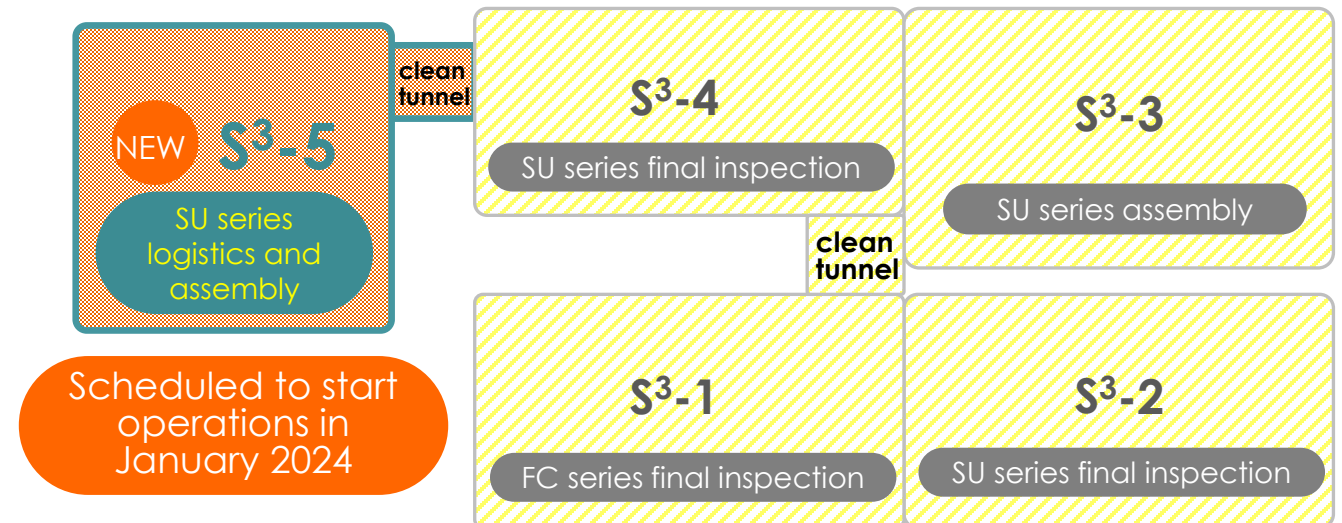 NEW
S³-5
SU series
logistics and
assembly
Scheduled to start
operations in
January 2024
clean
tunnel
S³-4
SU series final inspection
S³-3
SU series assembly
clean
tunnel
S³-1
FC series final inspection
S³-2
SU series final inspection